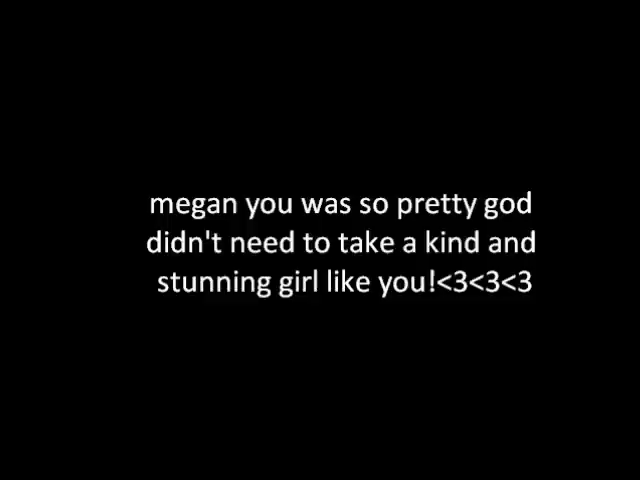 megan you was so pretty god
didn't need to take a kind and
stunning girl like you!<3<3<3